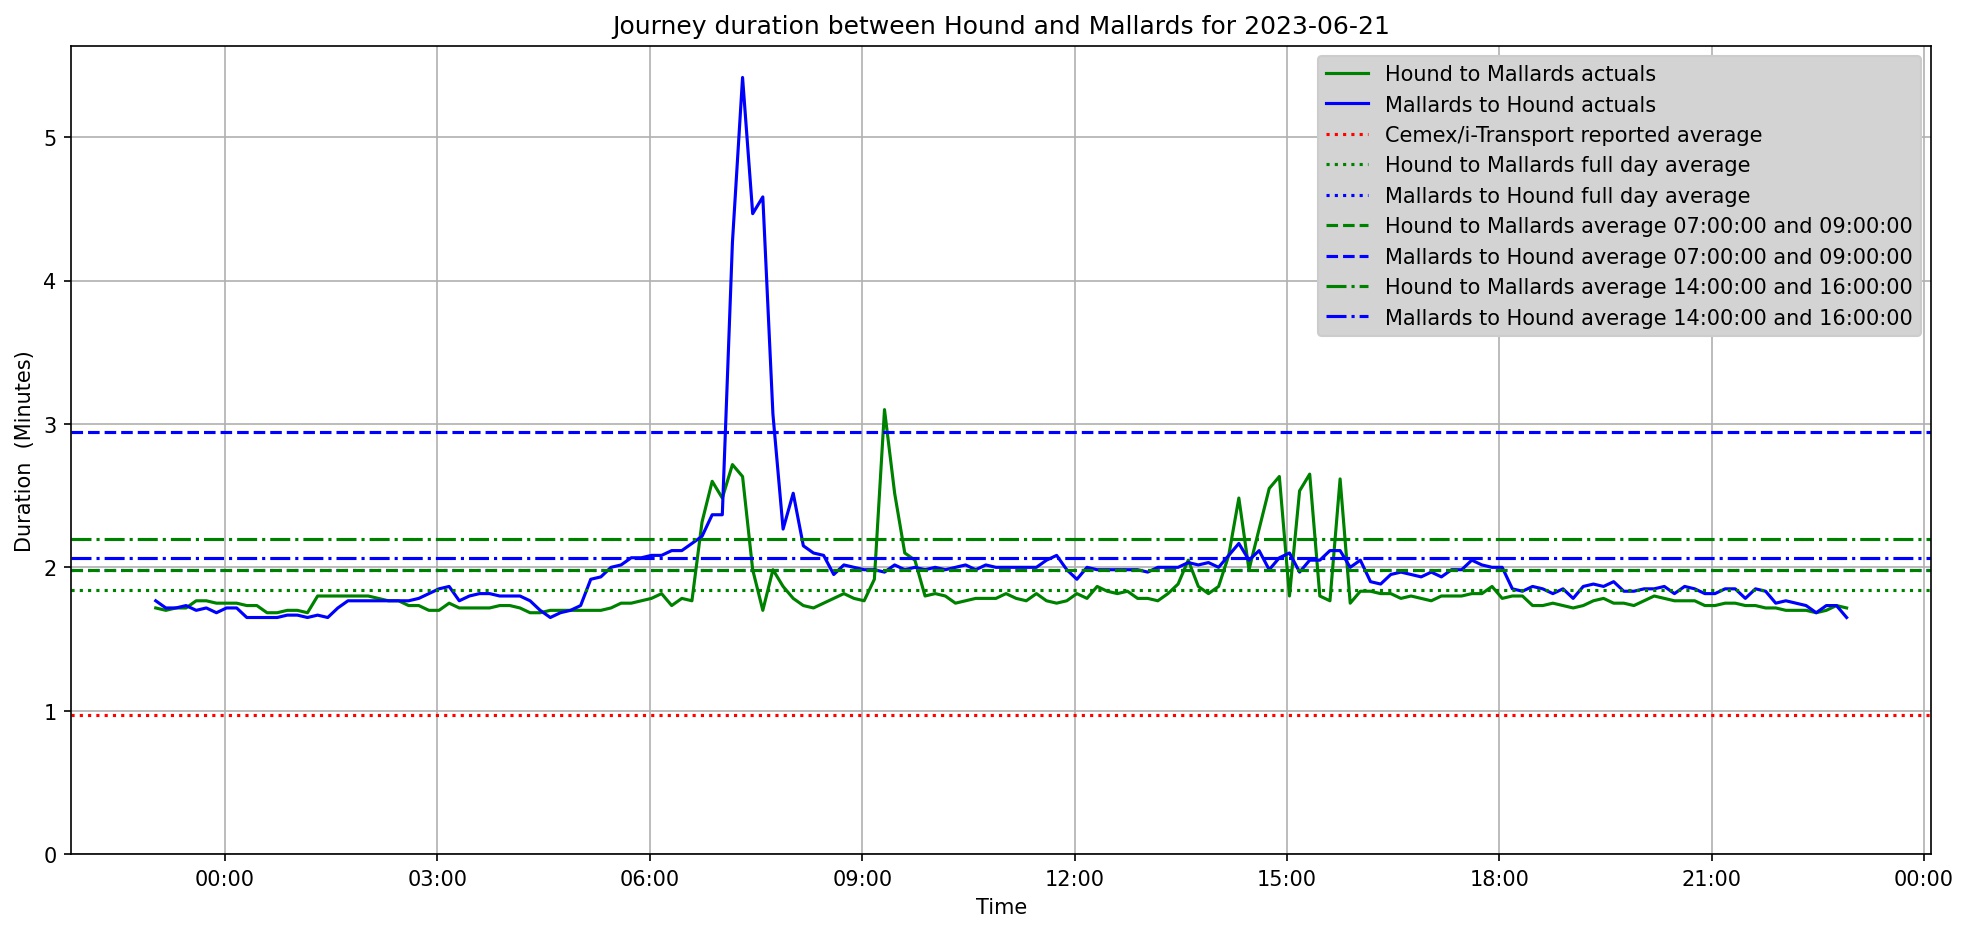 Journey duration between Hound and Mallards for 2023-06-21
Hound to Mallards actuals
Mallards to Hound actuals
Cemex/i-Transport reported average
Hound to Mallards full day average
Mallards to Hound full day average
Hound to Mallards average 07:00:00 and 09:00:00
Mallards to Hound average 07:00:00 and 09:00:00
Hound to Mallards average 14:00:00 and 16:00:00
Mallards to Hound average 14:00:00 and 16:00:00
Duration  (Minutes)
5
4
3
2
1
0
00:00 03:00 06:00 09:00 12:00 15:00 18:00 21:00 00:00
Time